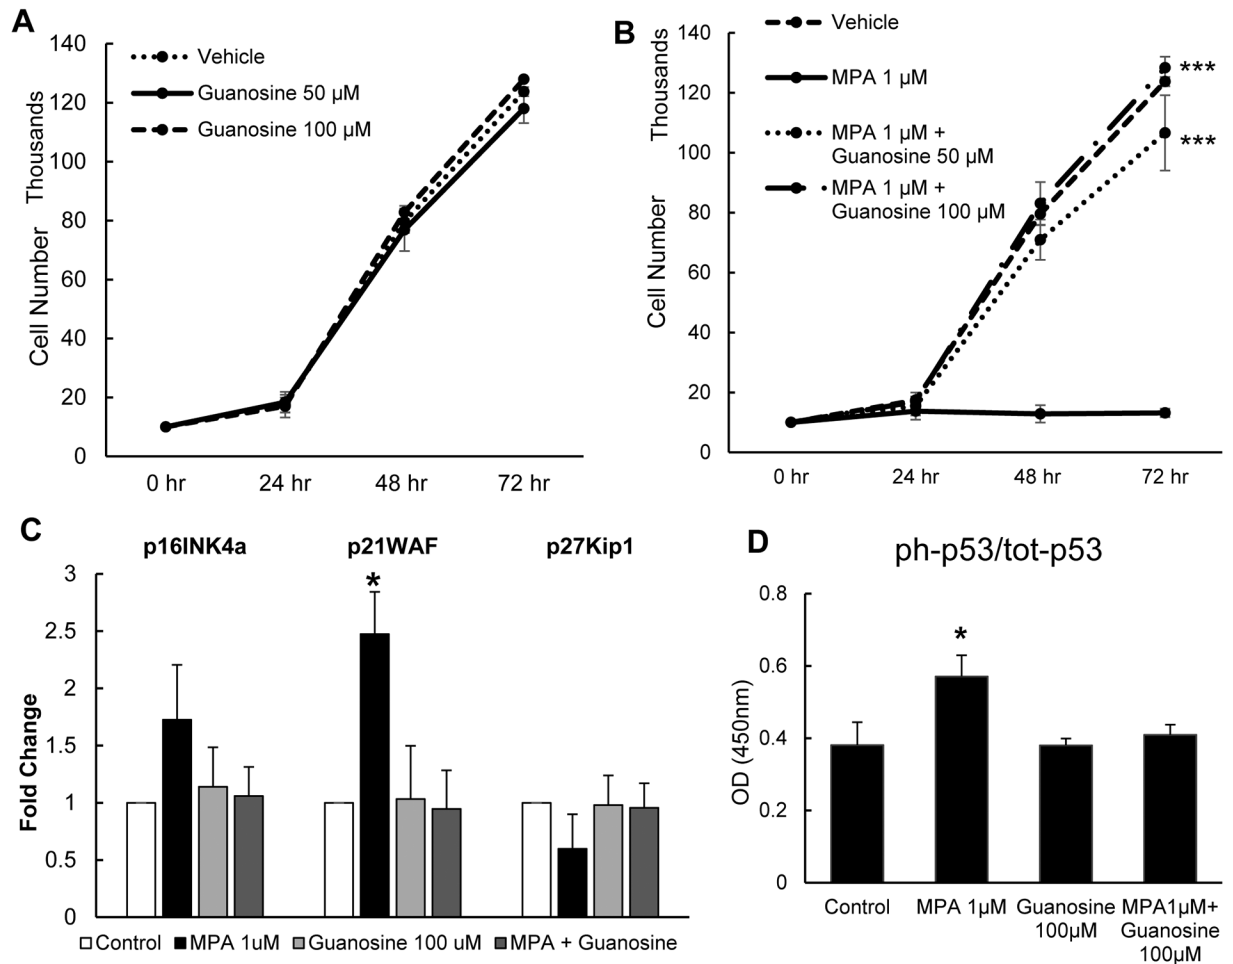 A
Thousands
Cell Number
140
120
100
80
60
40
20
0
Vehicle
Guanosine 50 µM
Guanosine 100 µM
0 hr
24 hr
48 hr
72 hr
B
Thousands
Cell Number
140
120
100
80
60
40
20
0
Vehicle
MPA 1 µM
MPA 1 µM +
Guanosine 50 µM
MPA 1 µM +
Guanosine 100 µM
***
***
0 hr
24 hr
48 hr
72 hr
C
p16INK4a
p21WAF
p27Kip1
Fold Change
3
2.5
2
1.5
1
0.5
0
*
Control
MPA 1uM
Guanosine 100 uM
MPA + Guanosine
D
ph-p53/tot-p53
OD (450nm)
0.8
0.6
0.4
0.2
0
*
Control
MPA 1µM
Guanosine
100µM
MPA1µM+
Guanosine
100µM